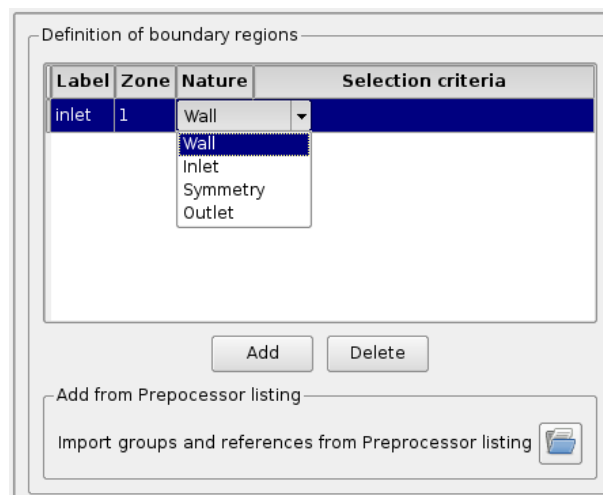 Definition of boundary regions
Label Zone Nature Selection criteria
inlet 1 Wall
Wall
Inlet
Symmetry
Outlet
Add Delete
Add from Prepocessor listing
Import groups and references from Preprocessor listing